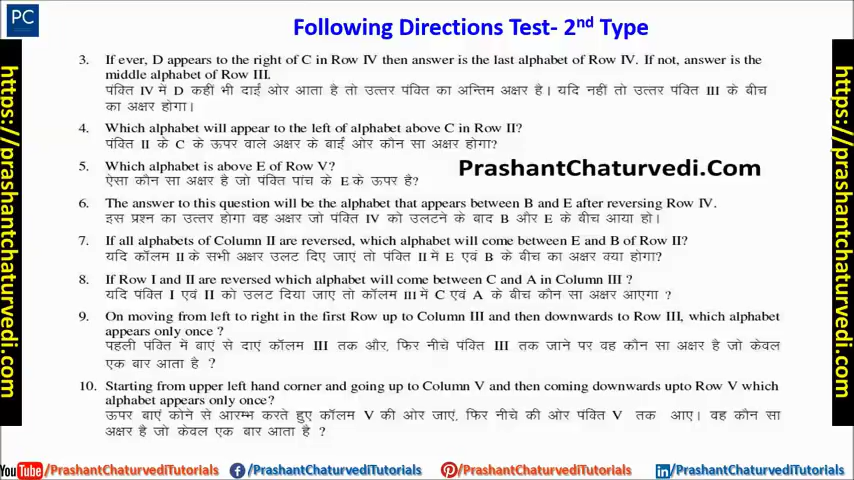 PC
Following Directions Test- 2nd Type
3. If ever, D appears to the right of C in Row IV then answer is the last alphabet of Row IV. If not, answer is the
middle alphabet of Row III.
पंक्ति IV में D कहीं भी दाईं ओर आता है तो उत्तर पंक्ति का अन्तिम अक्षर है। यदि नहीं तो उत्तर पंक्ति III के बीच
का अक्षर होगा।
4. Which alphabet will appear to the left of alphabet above C in Row II?
पंक्ति II के C के ऊपर वाले अक्षर के बाईं ओर कौन सा अक्षर होगा?
5. Which alphabet is above E of Row V?
ऐसा कौन सा अक्षर है जो पंक्ति पांच के E के ऊपर है?
PrashantChaturvedi.Com
6. The answer to this question will be the alphabet that appears between B and E after reversing Row IV.
इस प्रश्न का उत्तर होगा वह अक्षर जो पंक्ति IV को उलटने के बाद B और E के बीच आया हो।
7. If all alphabets of Column II are reversed, which alphabet will come between E and B of Row II?
यदि कॉलम II के सभी अक्षर उलट दिए जाएं तो पंक्ति II में E एवं B के बीच का अक्षर क्या होगा?
8. If Row I and II are reversed which alphabet will come between C and A in Column III ?
यदि पंक्ति I एवं II को उलट दिया जाए तो कॉलम III में C एवं A के बीच कौन सा अक्षर आएगा ?
9. On moving from left to right in the first Row up to Column III and then downwards to Row III, which alphabet
appears only once ?
पहली पंक्ति में बाएं से दाएं कॉलम III तक और, फिर नीचे पंक्ति III तक जाने पर वह कौन सा अक्षर है जो केवल
एक बार आता है ?
10. Starting from upper left hand corner and going up to Column V and then coming downwards upto Row V which
alphabet appears only once?
ऊपर बाएं कोने से आरम्भ करते हुए कॉलम V की ओर जाएं, फिर नीचे की ओर पंक्ति V तक आए। वह कौन सा
अक्षर है जो केवल एक बार आता है ?
https://prashantchaturvedi.com
https://prashantchaturvedi.com
YouTube/PrashantChaturvediTutorials f/PrashantChaturvediTutorials /PrashantChaturvediTutorials in/PrashantChaturvediTutorials